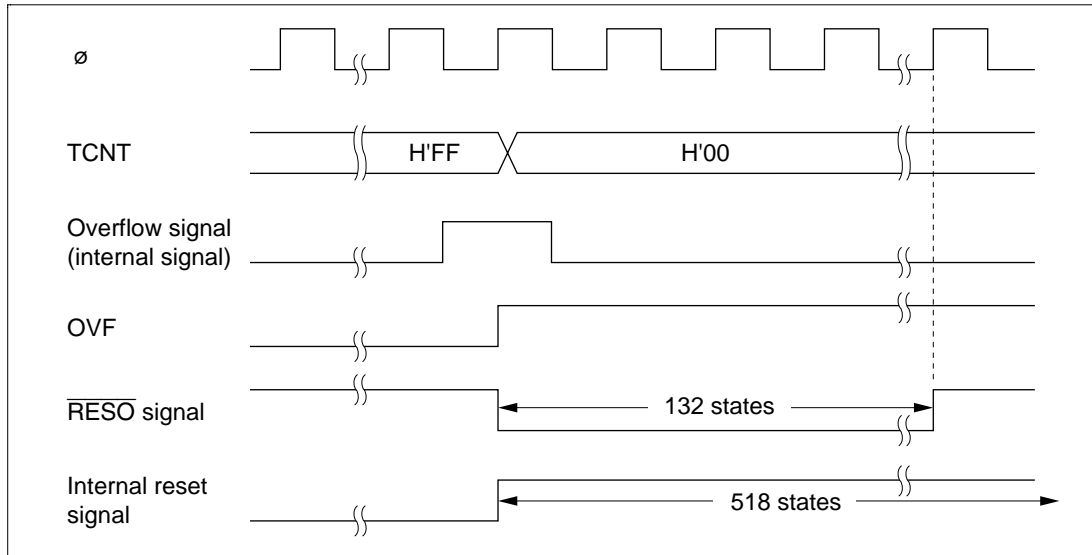 ø
TCNT
H'FF
H'00
Overflow signal
(internal signal)
OVF
RESO signal
132 states
Internal reset
signal
518 states